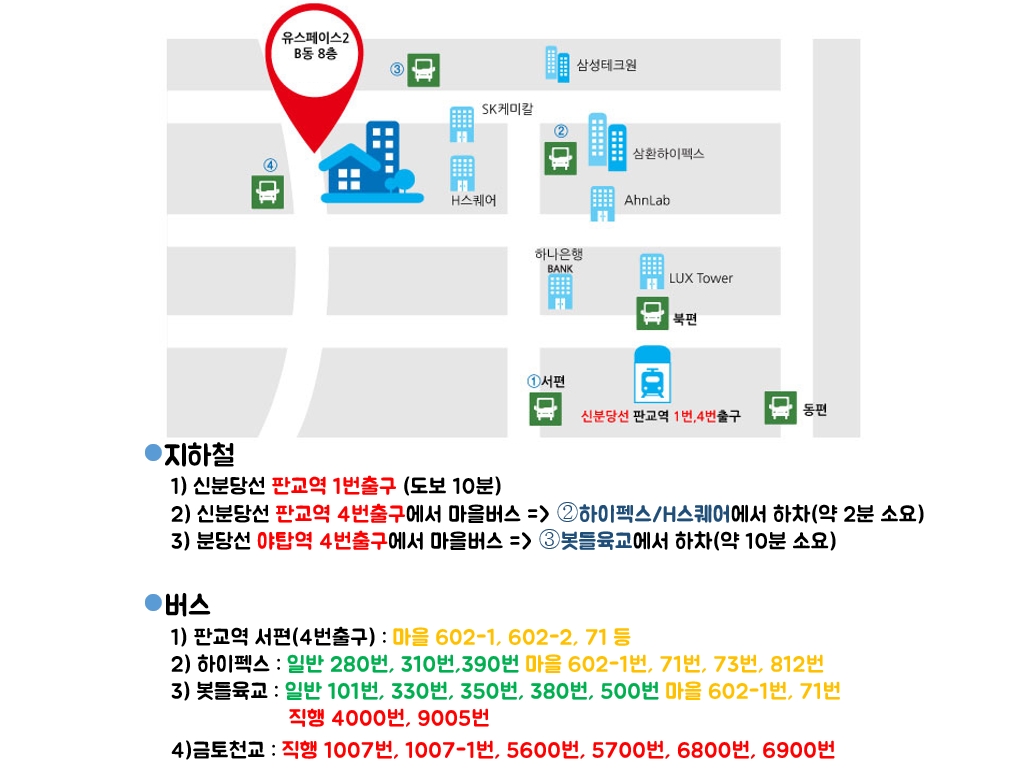 유스페이스2
B동 8층
③
삼성테크원
SK케미칼
②
삼환하이펙스
④
H스퀘어
AhnLab
하나은행
BANK
LUX Tower
북편
①서편
신분당선 판교역 1번,4번출구
동편
지하철
1) 신분당선 판교역 1번출구 (도보 10분)
2) 신분당선 판교역 4번출구에서 마을버스 => ②하이펙스/H스퀘어에서 하차(약 2분 소요)
3) 분당선 야탑역 4번출구에서 마을버스 => ③봇들육교에서 하차(약 10분 소요)
버스
1) 판교역 서편(4번출구) : 마을 602-1, 602-2, 71 등
2) 하이펙스 : 일반 280번, 310번,390번 마을 602-1번, 71번, 73번, 812번
3) 봇들육교 : 일반 101번, 330번, 350번, 380번, 500번 마을 602-1번, 71번
직행 4000번, 9005번
4)금토천교 : 직행 1007번, 1007-1번, 5600번, 5700번, 6800번, 6900번